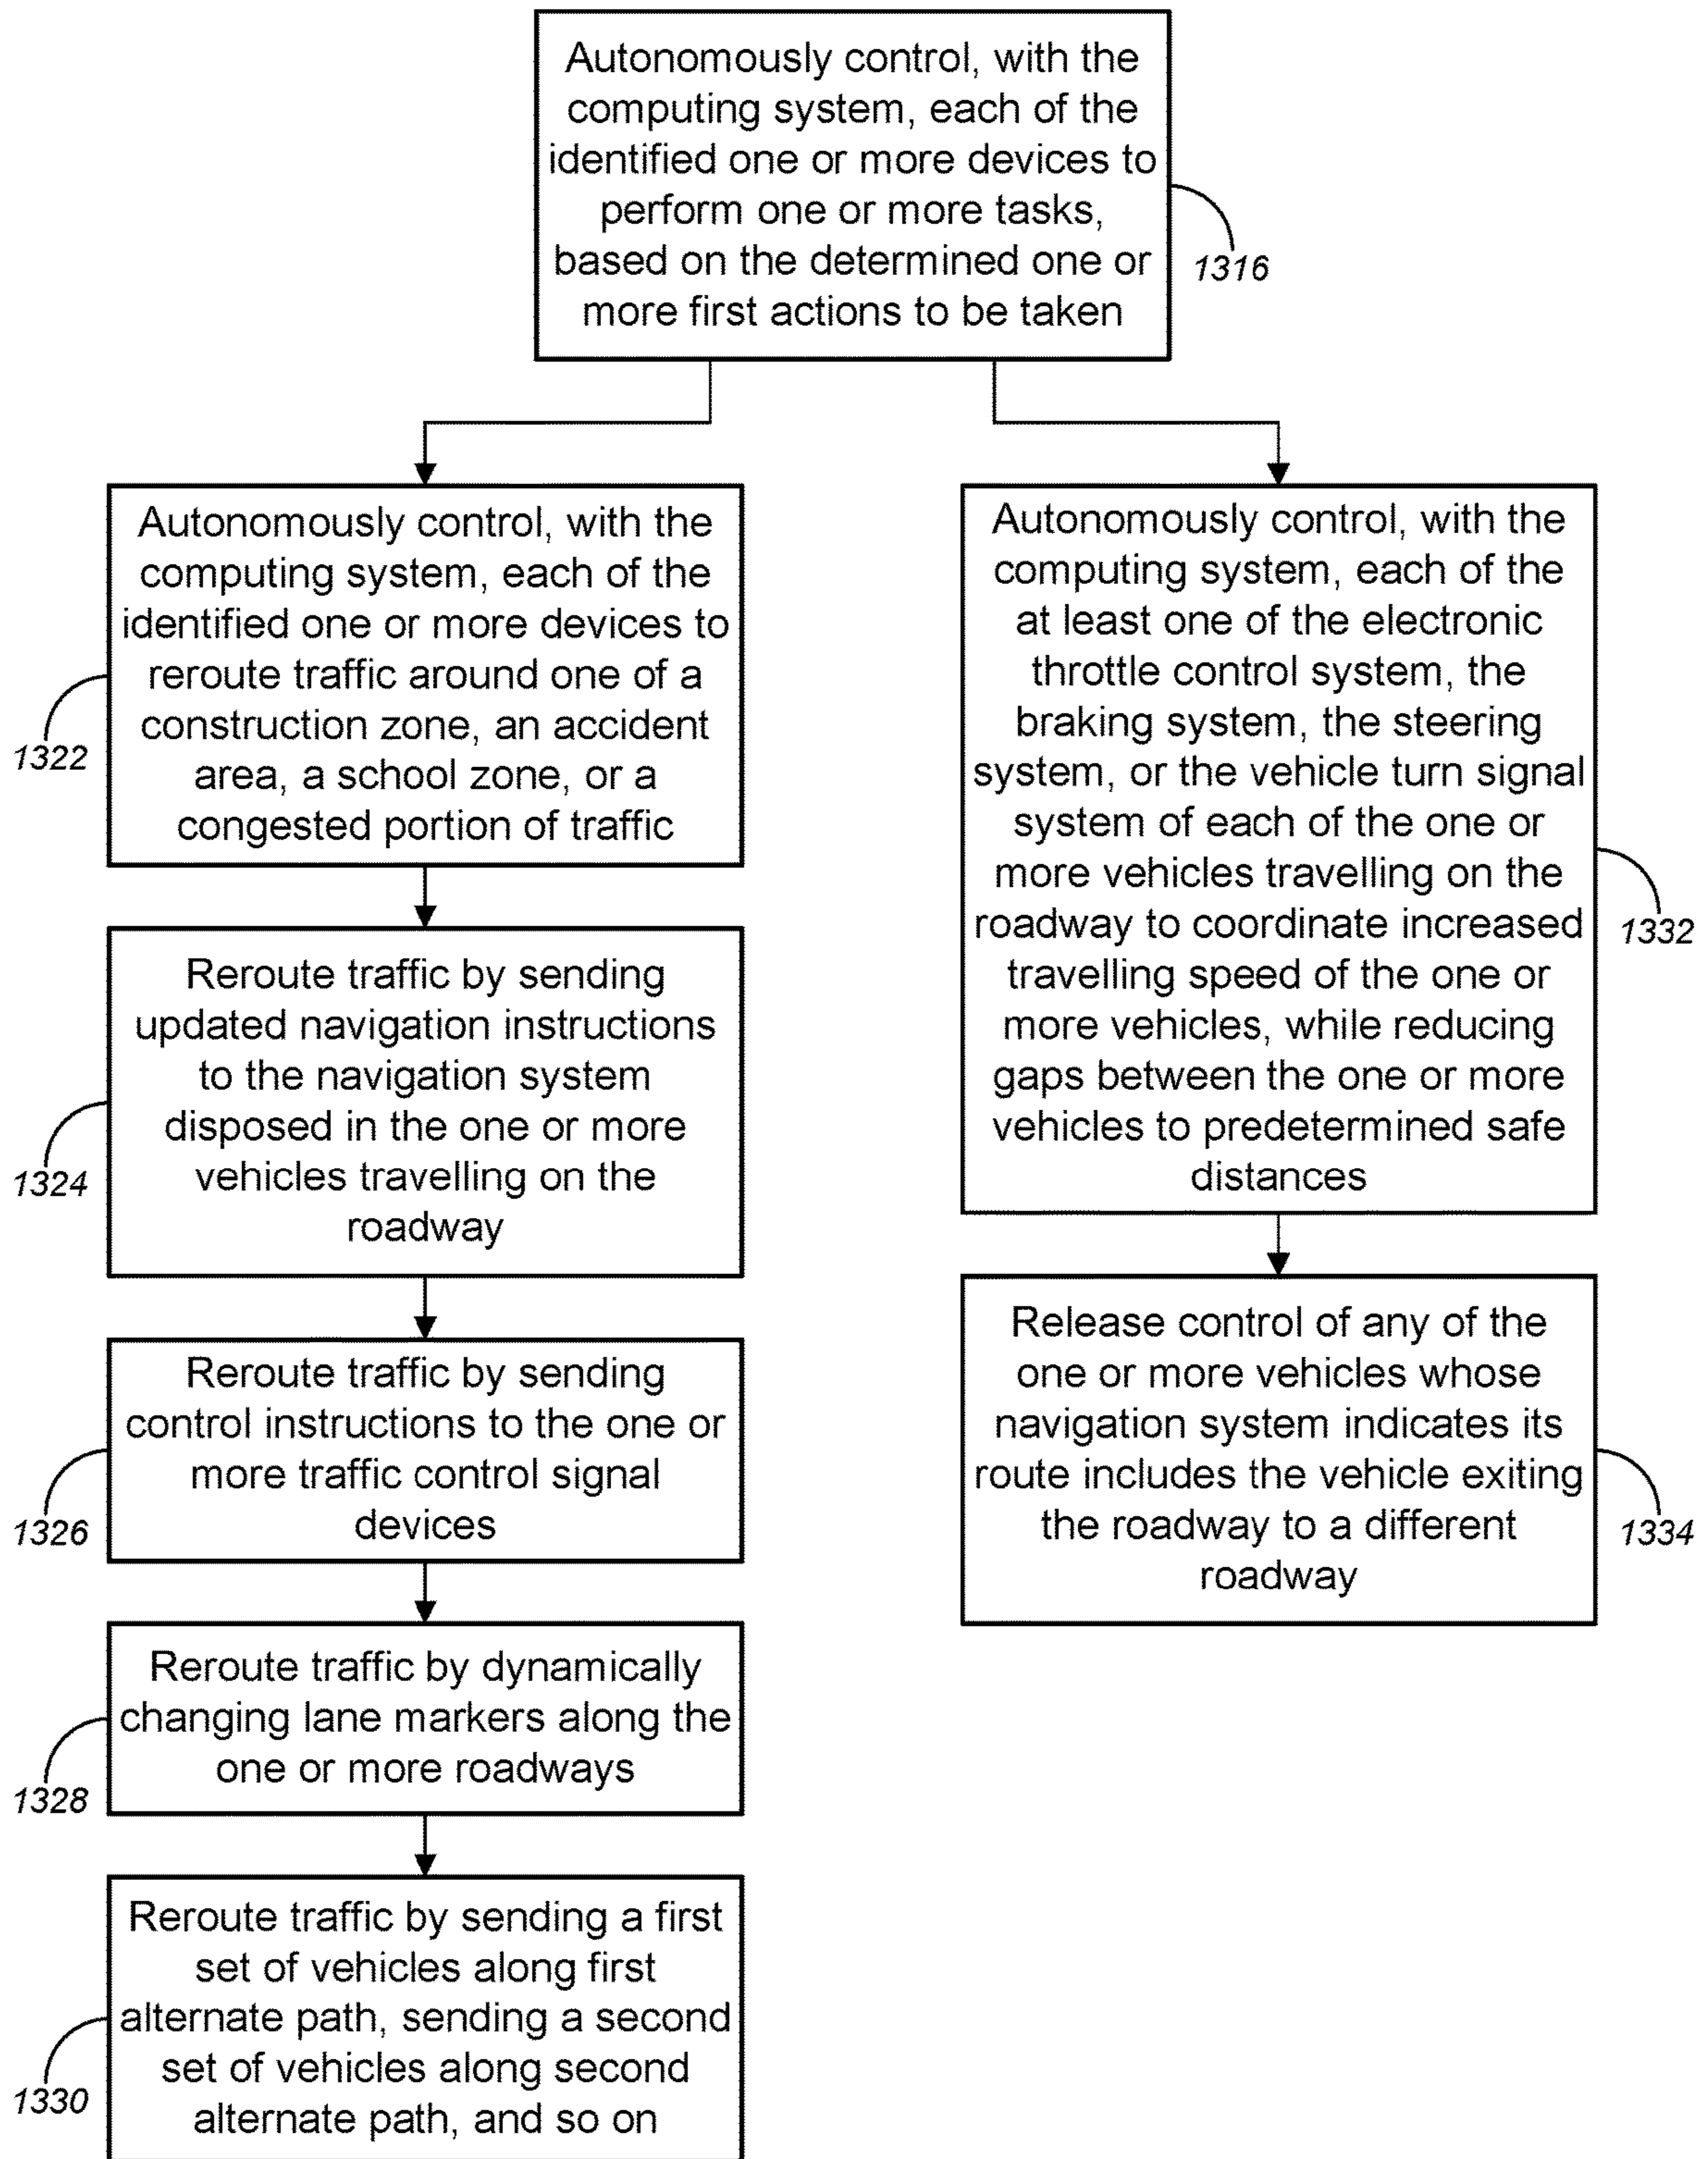 Autonomously control, with the
computing system, each of the
identified one or more devices to
perform one or more tasks,
based on the determined one or
more first actions to be taken
1316
Autonomously control, with the
computing system, each of the
identified one or more devices to
reroute traffic around one of a
construction zone, an accident
area, a school zone, or a
congested portion of traffic
1322
Reroute traffic by sending
updated navigation instructions
to the navigation system
disposed in the one or more
vehicles travelling on the
roadway
1324
Reroute traffic by sending
control instructions to the one or
more traffic control signal
devices
1326
Reroute traffic by dynamically
changing lane markers along the
one or more roadways
1328
Reroute traffic by sending a first
set of vehicles along first
alternate path, sending a second
set of vehicles along second
alternate path, and so on
1330
Autonomously control, with the
computing system, each of the
at least one of the electronic
throttle control system, the
braking system, the steering
system, or the vehicle turn signal
system of each of the one or
more vehicles travelling on the
roadway to coordinate increased
travelling speed of the one or
more vehicles, while reducing
gaps between the one or more
vehicles to predetermined safe
distances
1332
Release control of any of the
one or more vehicles whose
navigation system indicates its
route includes the vehicle exiting
the roadway to a different
roadway
1334